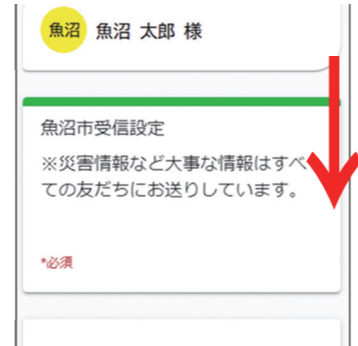 魚沼 魚沼 太郎 様
魚沼市受信設定
※災害情報など大事な情報はすべ
ての友だちにお送りしています。
*必須